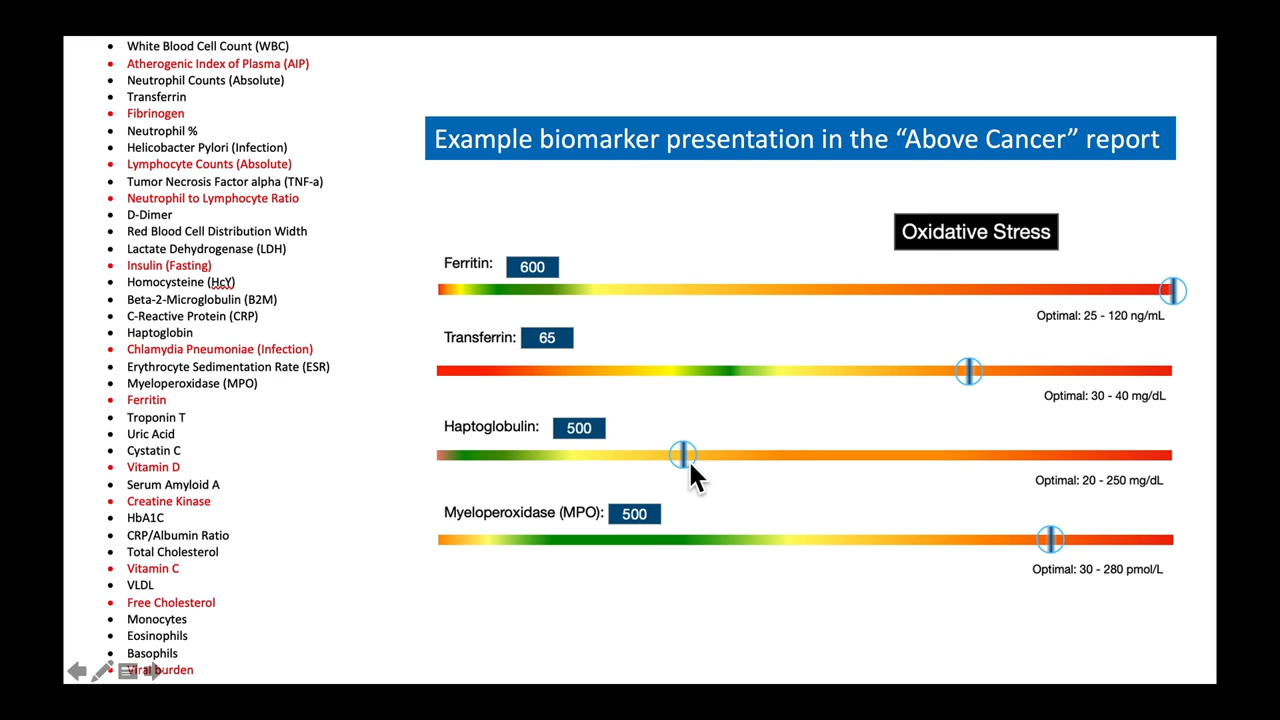 White Blood Cell Count (WBC)
Atherogenic Index of Plasma (AIP)
Neutrophil Counts (Absolute)
Transferrin
Fibrinogen
Neutrophil %
Helicobacter Pylori (Infection)
Lymphocyte Counts (Absolute)
Tumor Necrosis Factor alpha (TNF-a)
Neutrophil to Lymphocyte Ratio
D-Dimer
Red Blood Cell Distribution Width
Lactate Dehydrogenase (LDH)
Insulin (Fasting)
Homocysteine (HcY)
Beta-2-Microglobulin (B2M)
C-Reactive Protein (CRP)
Haptoglobin
Chlamydia Pneumoniae (Infection)
Erythrocyte Sedimentation Rate (ESR)
Myeloperoxidase (MPO)
Ferritin
Troponin T
Uric Acid
Cystatin C
Vitamin D
Serum Amyloid A
Creatine Kinase
HbA1C
CRP/Albumin Ratio
Total Cholesterol
Vitamin C
VLDL
Free Cholesterol
Monocytes
Eosinophils
Basophils
Viral burden
Example biomarker presentation in the “Above Cancer” report
Oxidative Stress
Ferritin: 600
Optimal: 25 - 120 ng/mL
Transferrin: 65
Optimal: 30 - 40 mg/dL
Haptoglobulin: 500
Optimal: 20 - 250 mg/dL
Myeloperoxidase (MPO): 500
Optimal: 30 - 280 pmol/L